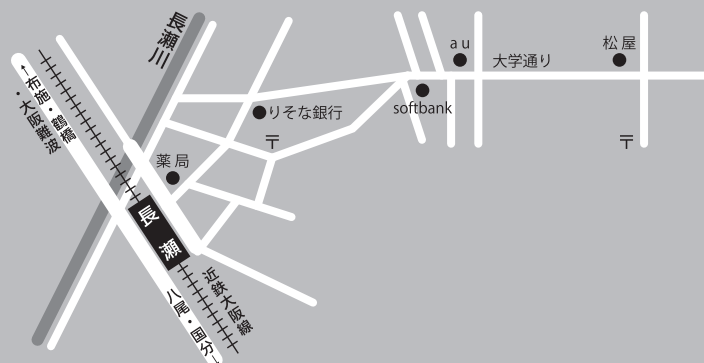 長瀬川
←布施・鶴橋
・大阪難波
薬局
長瀬
近鉄大阪線
八尾・国分→
りそな銀行
〒
softbank
au
大学通り
松屋
〒